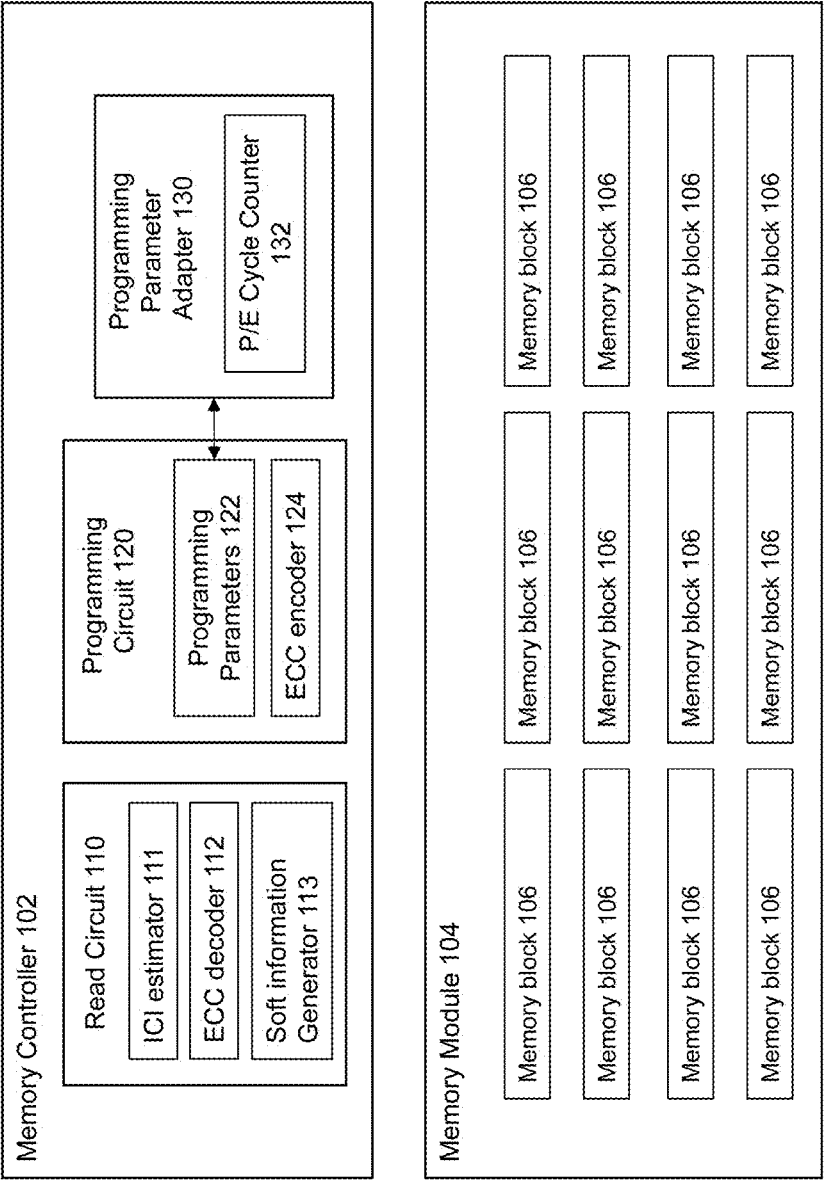 Memory Controller 102
Read Circuit 110
ICI estimator 111
ECC decoder 112
Soft information
Generator 113
Programming
Circuit 120
Programming
Parameters 122
ECC encoder 124
Programming
Parameter
Adapter 130
P/E Cycle Counter
132
Memory Module 104
Memory block 106
Memory block 106
Memory block 106
Memory block 106
Memory block 106
Memory block 106
Memory block 106
Memory block 106
Memory block 106
Memory block 106
Memory block 106
Memory block 106